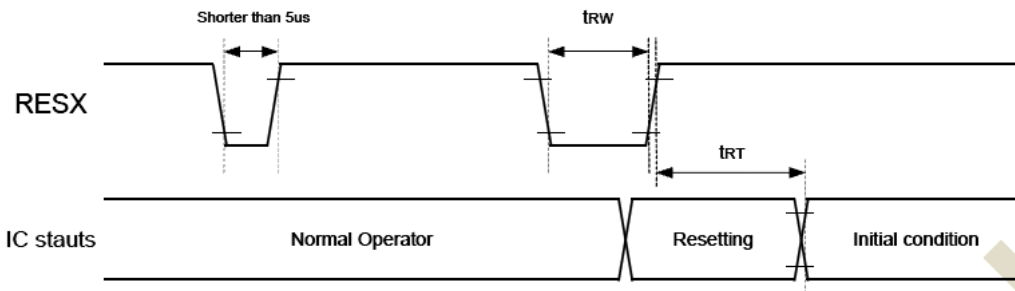 Shorter than 5us
tRW
RESX
tRT
IC stauts
Normal Operator
Resetting
Initial condition